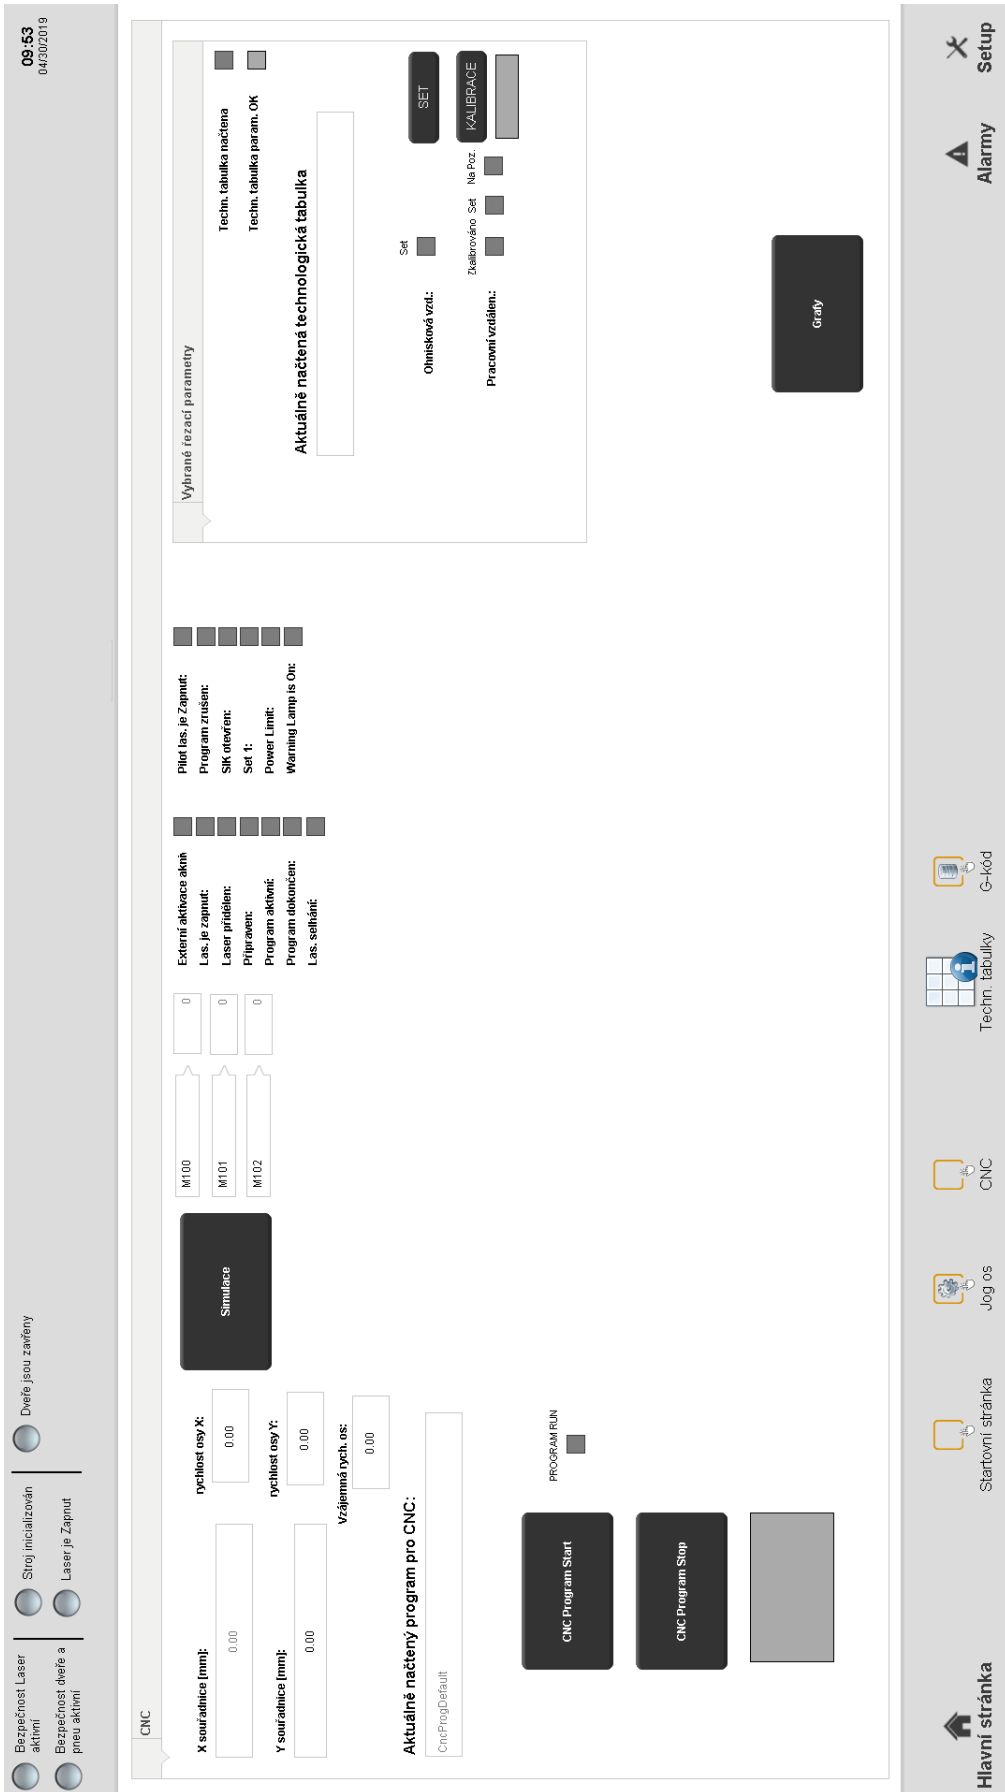 Bezpečnost Laser
aktivní
Bezpečnost dveře a
pneu aktivní
Stroj inicializován
Laser je Zapnut
Dveře jsou zavřeny
09:53
04/30/2019
CNC
X souřadnice [mm]:
0.00
rychlost osy X:
0.00
Y souřadnice [mm]:
0.00
rychlost osy Y:
0.00
Vzájemná rych. os:
0.00
Aktuálně načtený program pro CNC:
CncProgDefault
Simulace
M100
0
M101
0
M102
0
Externí aktivace akni
Las. je zapnut:
Laser přidělen:
Připraven:
Program aktivní:
Program dokončen:
Las. selhání:
Pilot las. je Zapnut:
Program zrušen:
SIK otevřen:
Set 1:
Power Limit:
Warning Lamp is On:
Vybrané řezací parametry
Techn. tabulka načtena
Techn. tabulka param. OK
Aktuálně načtená technologická tabulka
Set
Ohnisková vzd.:
SET
Zkalibrováno
Set
Na Poz.
Pracovní vzdálen.:
KALIBRACE
PROGRAM RUN
CNC Program Start
CNC Program Stop
Grafy
Hlavní stránka
Startovní stránka
Jog os
CNC
Techn. tabulky
G-kód
Alarmy
Setup